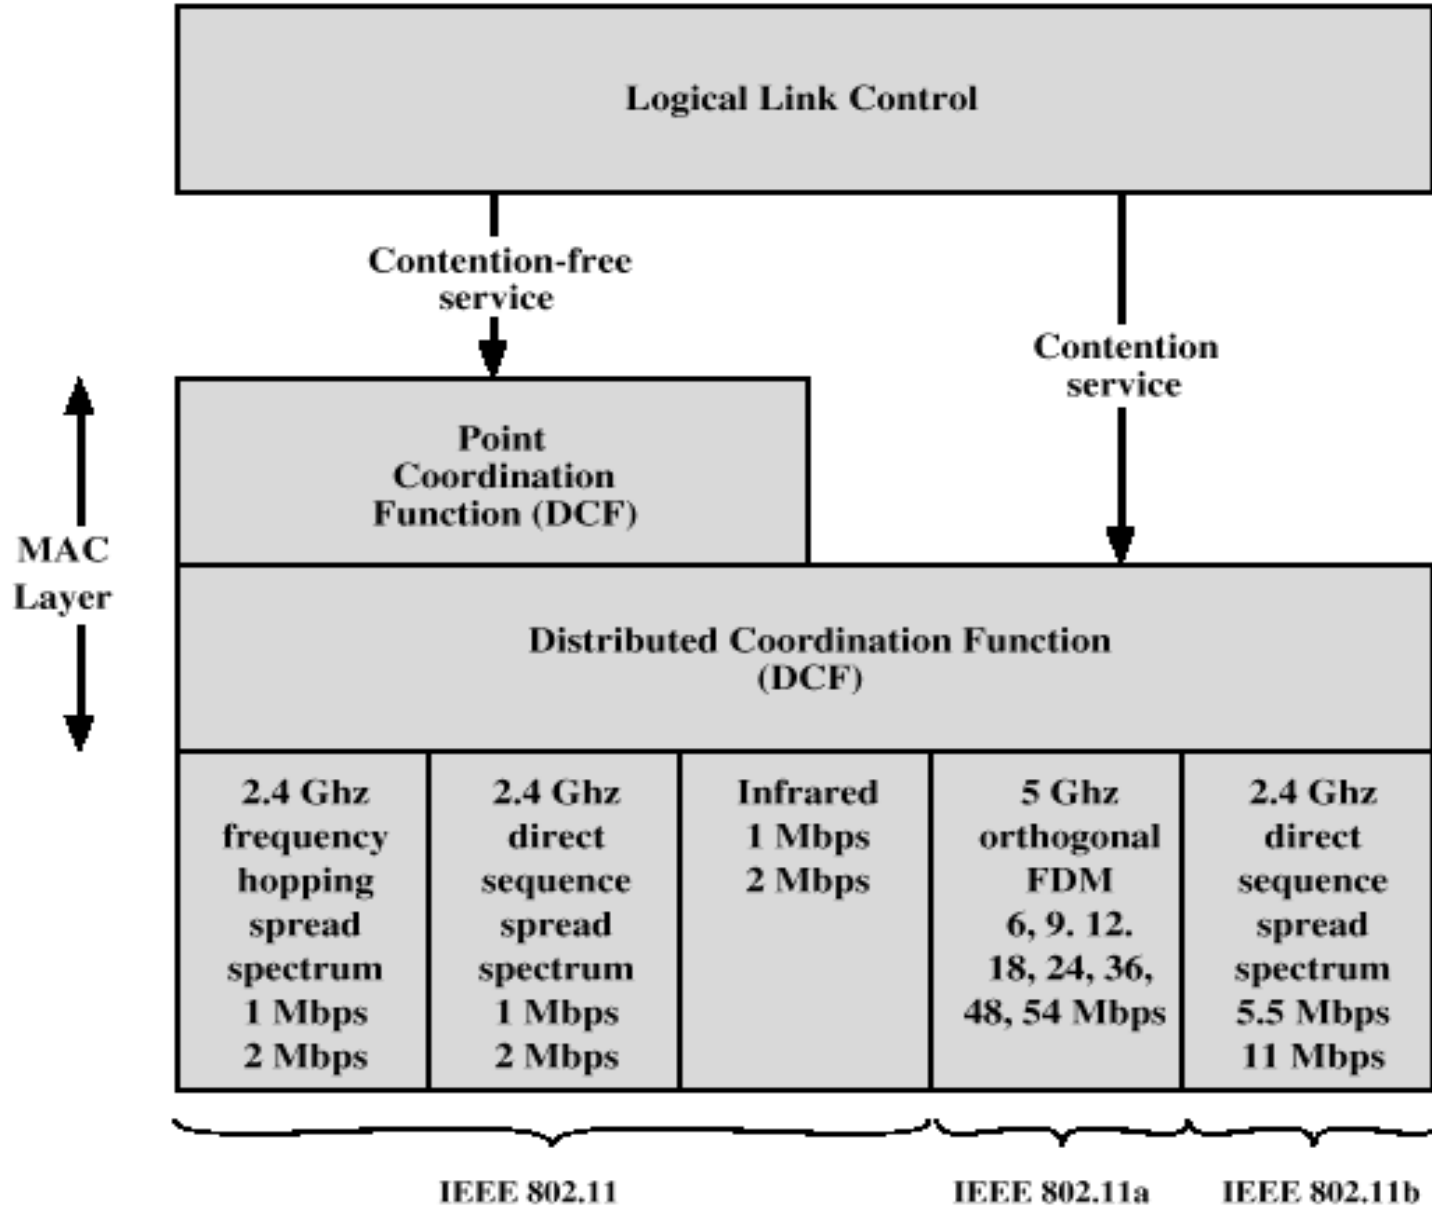 Logical Link Control
Contention-free
service
Contention
service
Point
Coordination
Function (DCF)
MAC
Layer
Distributed Coordination Function
(DCF)
2.4 Ghz
frequency
hopping
spread
spectrum
1 Mbps
2 Mbps
2.4 Ghz
direct
sequence
spread
spectrum
1 Mbps
2 Mbps
Infrared
1 Mbps
2 Mbps
5 Ghz
orthogonal
FDM
6, 9. 12.
18, 24, 36,
48, 54 Mbps
2.4 Ghz
direct
sequence
spread
spectrum
5.5 Mbps
11 Mbps
IEEE 802.11
IEEE 802.11a
IEEE 802.11b